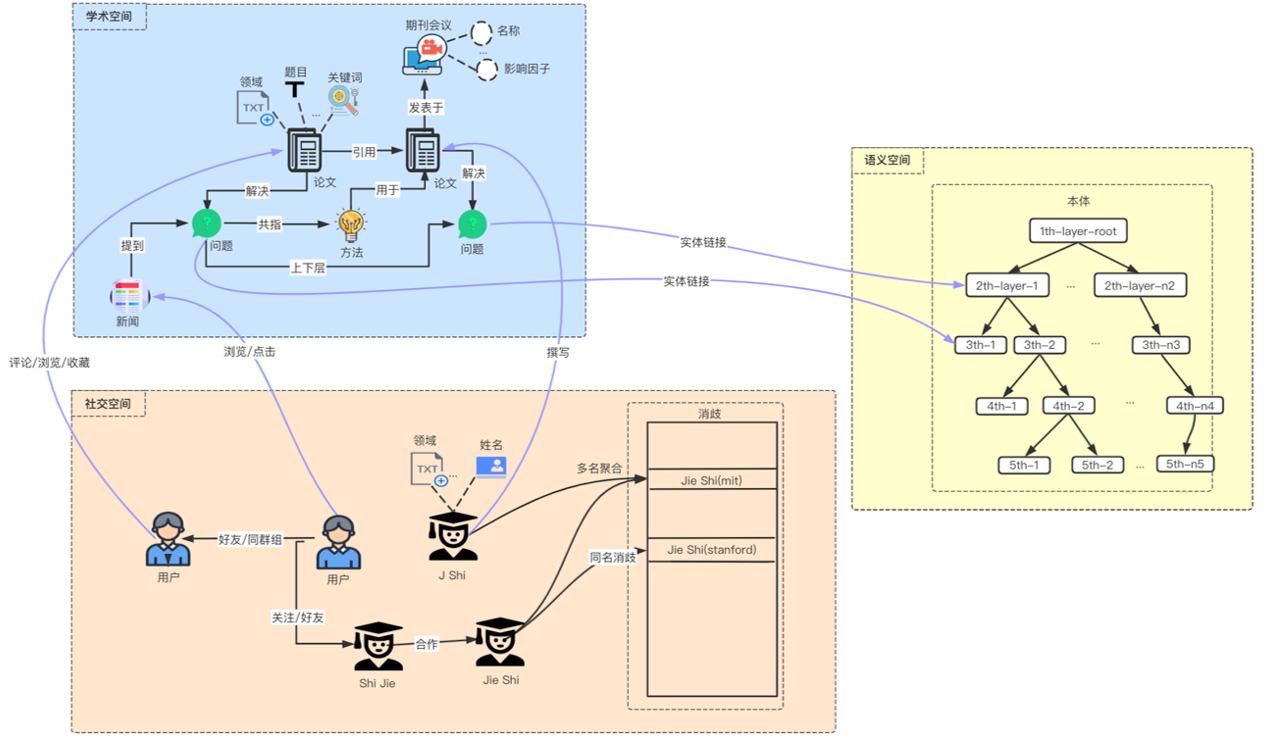 学术空间
期刊会议
名称
...
影响因子
领域
题目
关键词
TXT
...
发表于
引用
论文
论文
解决
解决
用于
共指
问题
方法
问题
提到
上下层
新闻
实体链接
实体链接
评论/浏览/收藏
浏览/点击
撰写
语义空间
本体
1th-layer-root
2th-layer-1
...
2th-layer-n2
3th-1
3th-2
...
3th-n3
4th-1
4th-2
...
4th-n4
5th-1
5th-2
...
5th-n5
社交空间
消歧
领域
姓名
TXT
...
多名聚合
Jie Shi(mit)
同名消歧
Jie Shi(stanford)
好友/同群组
用户
用户
J Shi
关注/好友
合作
Shi Jie
Jie Shi